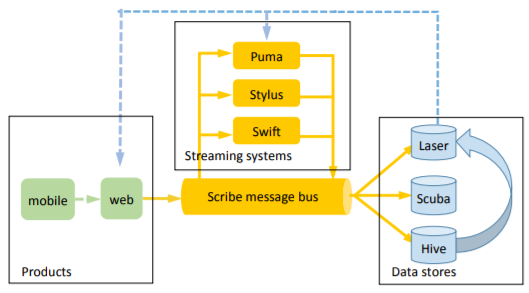 Puma
Stylus
Swift
Streaming systems
Laser
mobile
web
Scribe message bus
Scuba
Hive
Products
Data stores